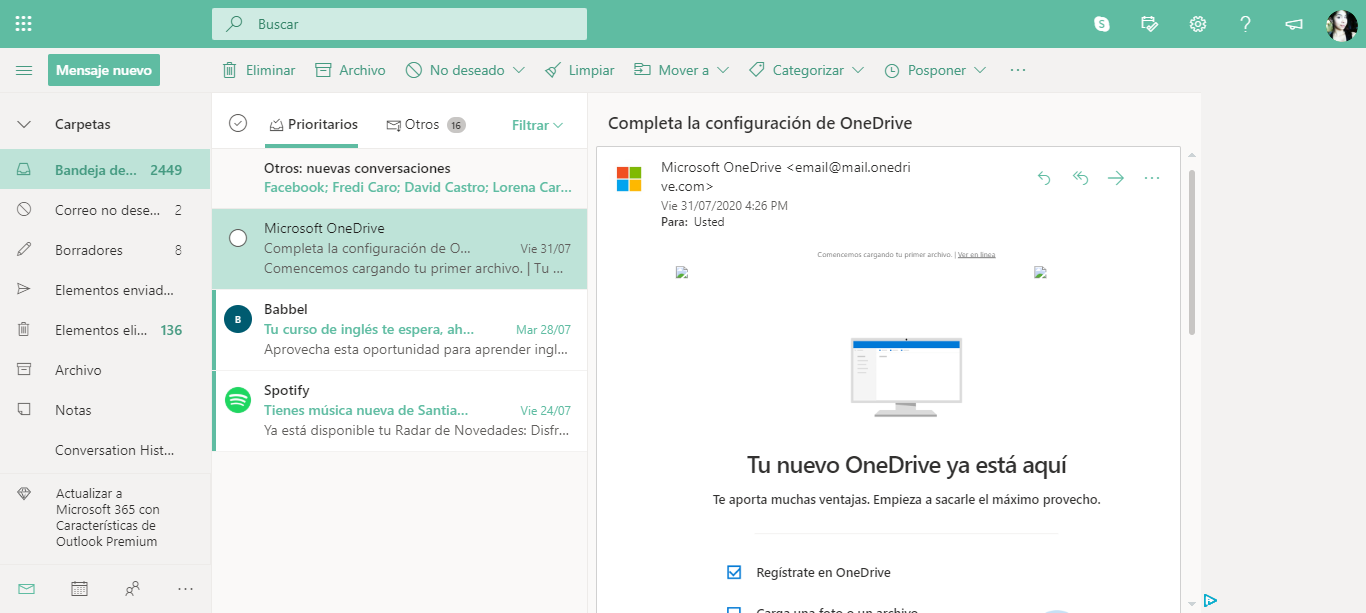 Buscar
Mensaje nuevo
Eliminar
Archivo
No deseado
Limpiar
Mover a
Categorizar
Posponer
Carpetas
Bandeja de... 2449
Correo no dese... 2
Borradores 8
Elementos enviad...
Elementos eli... 136
Archivo
Notas
Conversation Hist...
Actualizar a
Microsoft 365 con
Características de
Outlook Premium
Prioritarios
Otros 16
Filtrar
Otros: nuevas conversaciones
Facebook; Fredi Caro; David Castro; Lorena Car...
Microsoft OneDrive
Completa la configuración de O... Vie 31/07
Comencemos cargando tu primer archivo. | Tu ...
B
Babbel
Tu curso de inglés te espera, ah... Mar 28/07
Aprovecha esta oportunidad para aprender ingl...
Spotify
Tienes música nueva de Santia... Vie 24/07
Ya está disponible tu Radar de Novedades: Disfr...
Completa la configuración de OneDrive
Microsoft OneDrive <email@mail.onedri
ve.com>
Vie 31/07/2020 4:26 PM
Para: Usted
Comencemos cargando tu primer archivo. | Ver en línea
Tu nuevo OneDrive ya está aquí
Te aporta muchas ventajas. Empieza a sacarle el máximo provecho.
Regístrate en OneDrive
Carga una foto o un archivo